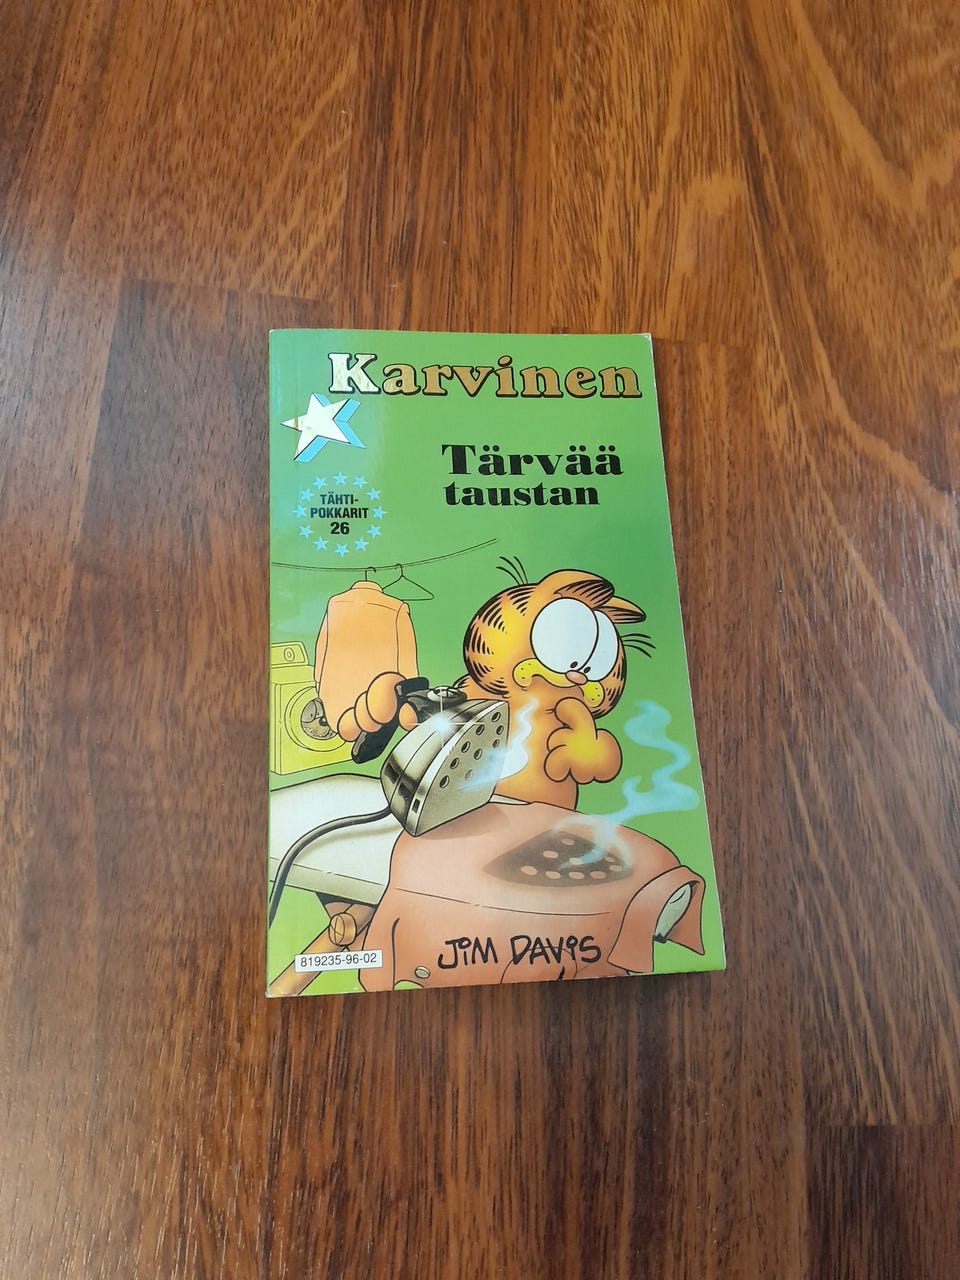 Karvinen
Tärvää
taustan
TÄHTI-
POKKARIT
26
JIM DAVIS
819235-96-02